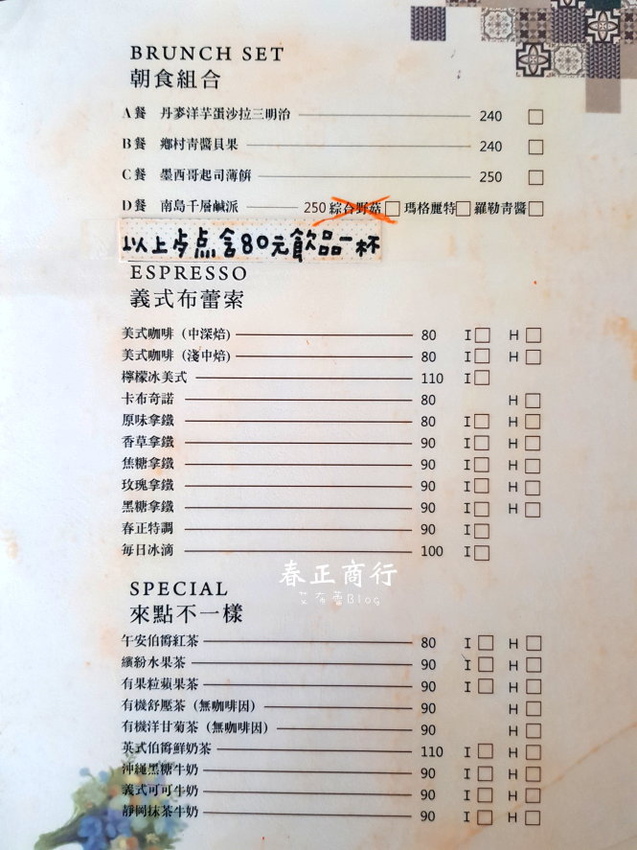 BRUNCH SET
朝食組合
A餐 丹麥洋芋蛋沙拉三明治 240 □
B餐 鄉村青醬貝果 240 □
C餐 墨西哥起司薄餅 250 □
D餐 南島千層鹹派 250 綜合野菇□ 瑪格麗特□ 羅勒青醬□
以上歺点含80元飲品一杯
ESPRESSO
義式布蕾索
美式咖啡（中深焙） 80 I□ H□
美式咖啡（淺中焙） 80 I□ H□
檸檬冰美式 110 I□
卡布奇諾 80 H□
原味拿鐵 80 I□ H□
香草拿鐵 90 I□ H□
焦糖拿鐵 90 I□ H□
玫瑰拿鐵 90 I□ H□
黑糖拿鐵 90 I□ H□
春正特調 90 I□
每日冰滴 100 I□
春正商行
艾方魯Blog
SPECIAL
來點不一樣
午安伯爵紅茶 80 I□ H□
繽紛水果茶 90 I□ H□
有果粒蘋果茶 90 I□ H□
有機舒壓茶（無咖啡因） 90 H□
有機洋甘菊茶（無咖啡因） 90 H□
英式伯爵鮮奶茶 110 I□ H□
沖繩黑糖牛奶 90 I□ H□
義式可可牛奶 90 I□ H□
靜岡抹茶牛奶 90 I□ H□